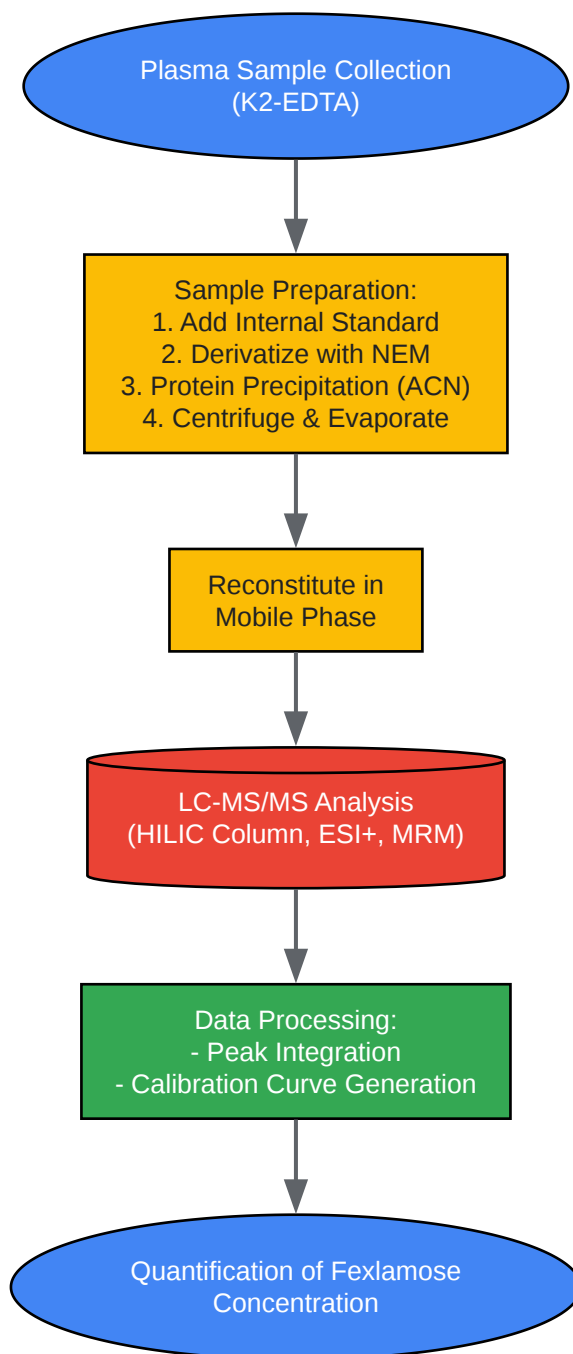 Plasma Sample Collection
(K2-EDTA)
Sample Preparation:
1. Add Internal Standard
2. Derivatize with NEM
3. Protein Precipitation (ACN)
4. Centrifuge & Evaporate
Reconstitute in
Mobile Phase
LC-MS/MS Analysis
(HILIC Column, ESI+, MRM)
Data Processing:
- Peak Integration
- Calibration Curve Generation
Quantification of Fexlamose
Concentration